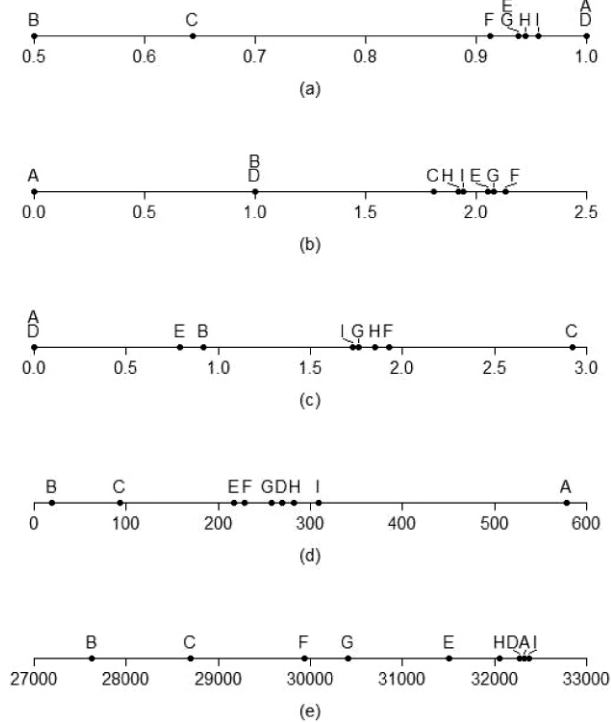 E A
B C F G H I D
0.5 0.6 0.7 0.8 0.9 1.0
(a)
B
A D C H I E G F
0.0 0.5 1.0 1.5 2.0 2.5
(b)
A
D E B I G H F C
0.0 0.5 1.0 1.5 2.0 2.5 3.0
(c)
B C E F G D H I A
0 100 200 300 400 500 600
(d)
B C F G E H D A I
27000 28000 29000 30000 31000 32000 33000
(e)